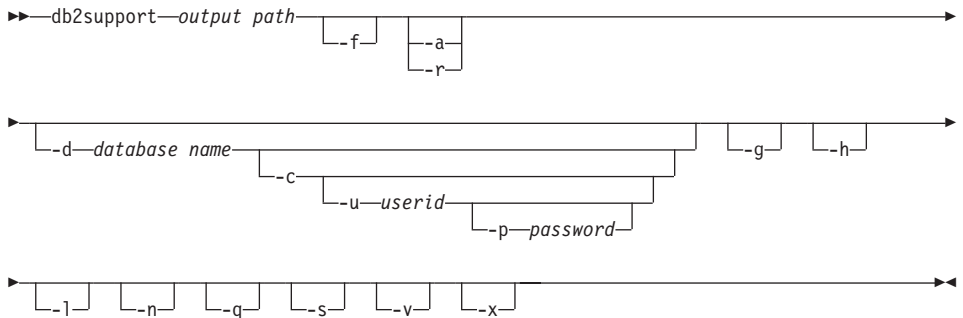 db2support output path
-f -a
-r
-d database name -g -h
-c
-u userid
-p password
-l -n -q -s -v -x